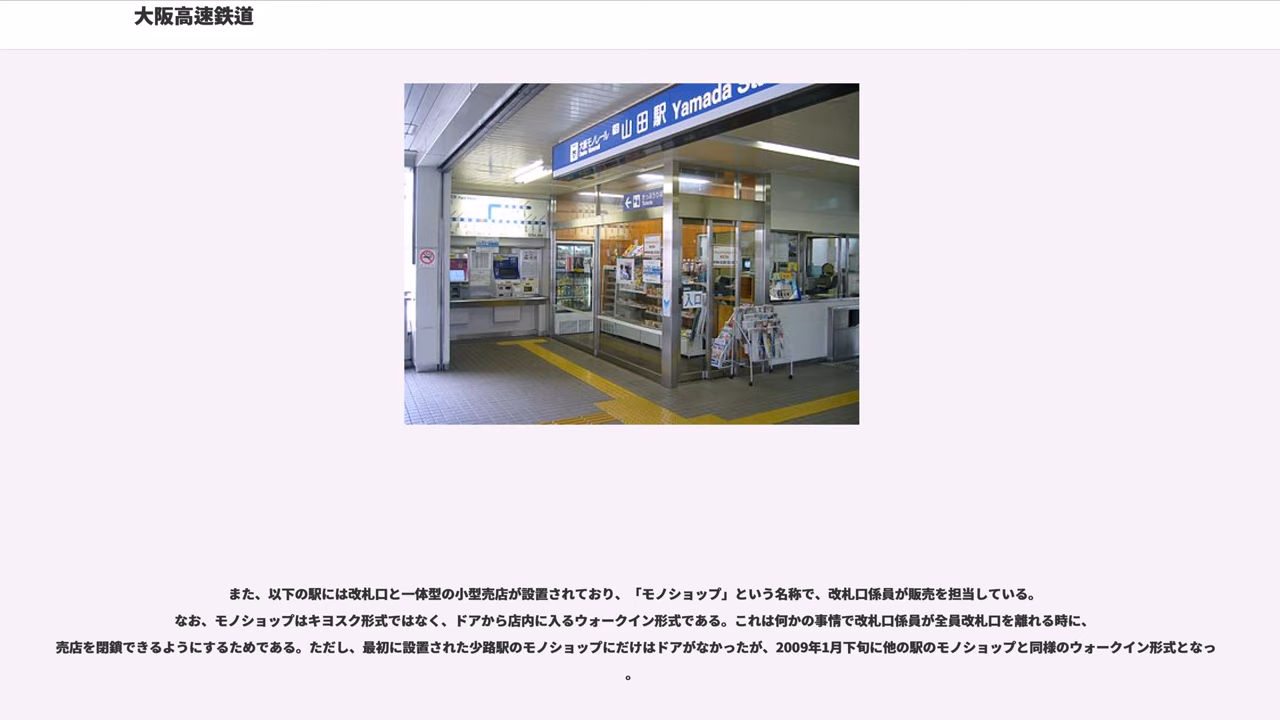 大阪高速鉄道
山田駅 Yamada
入口
また、以下の駅には改札口と一体型の小型売店が設置されており、「モノショップ」という名称で、改札口係員が販売を担当している。
なお、モノショップはキヨスク形式ではなく、ドアから店内に入るウォークイン形式である。これは何かの事情で改札口係員が全員改札口を離れる時に、
売店を閉鎖できるようにするためである。ただし、最初に設置された少路駅のモノショップにだけはドアがなかったが、2009年1月下旬に他の駅のモノショップと同様のウォークイン形式となっ
。